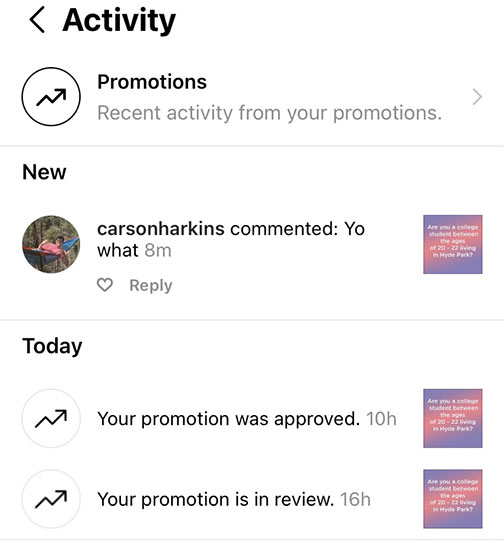 Activity
Promotions
Recent activity from your promotions.
New
carsonharkins commented: Yo
what 8m
Are you a college
student between
the ages
of 20 - 22 living
in Hyde Park?
Reply
Today
Your promotion was approved. 10h
Are you a college
student between
the ages
of 20 - 22 living
in Hyde Park?
Your promotion is in review. 16h
Are you a college
student between
the ages
of 20 - 22 living
in Hyde Park?